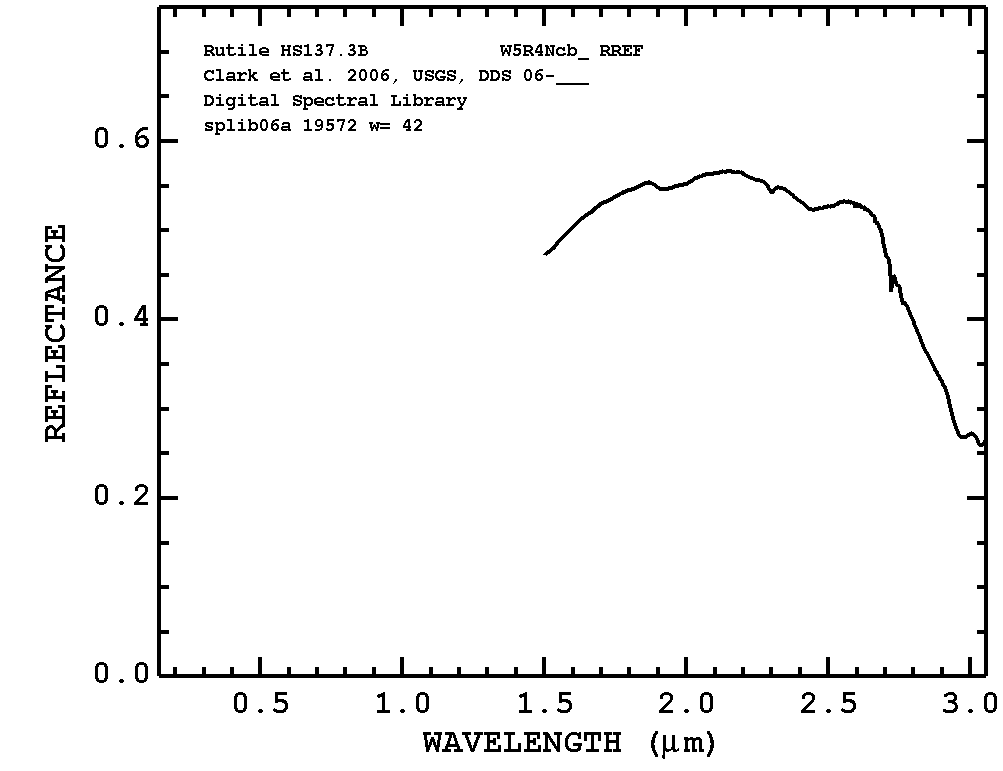 Rutile HS137.3B W5R4Ncb_ RREF
Clark et al. 2006, USGS, DDS 06-___
Digital Spectral Library
splib06a 19572 w= 42
0.6
0.4
0.2
0.0
REFLECTANCE
0.5 1.0 1.5 2.0 2.5 3.0
WAVELENGTH (μm)